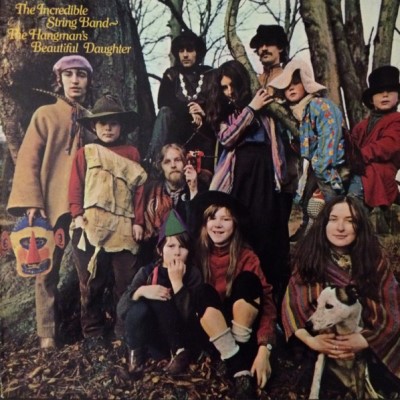 The Incredible
String Band~
The Hangman's
Beautiful Daughter